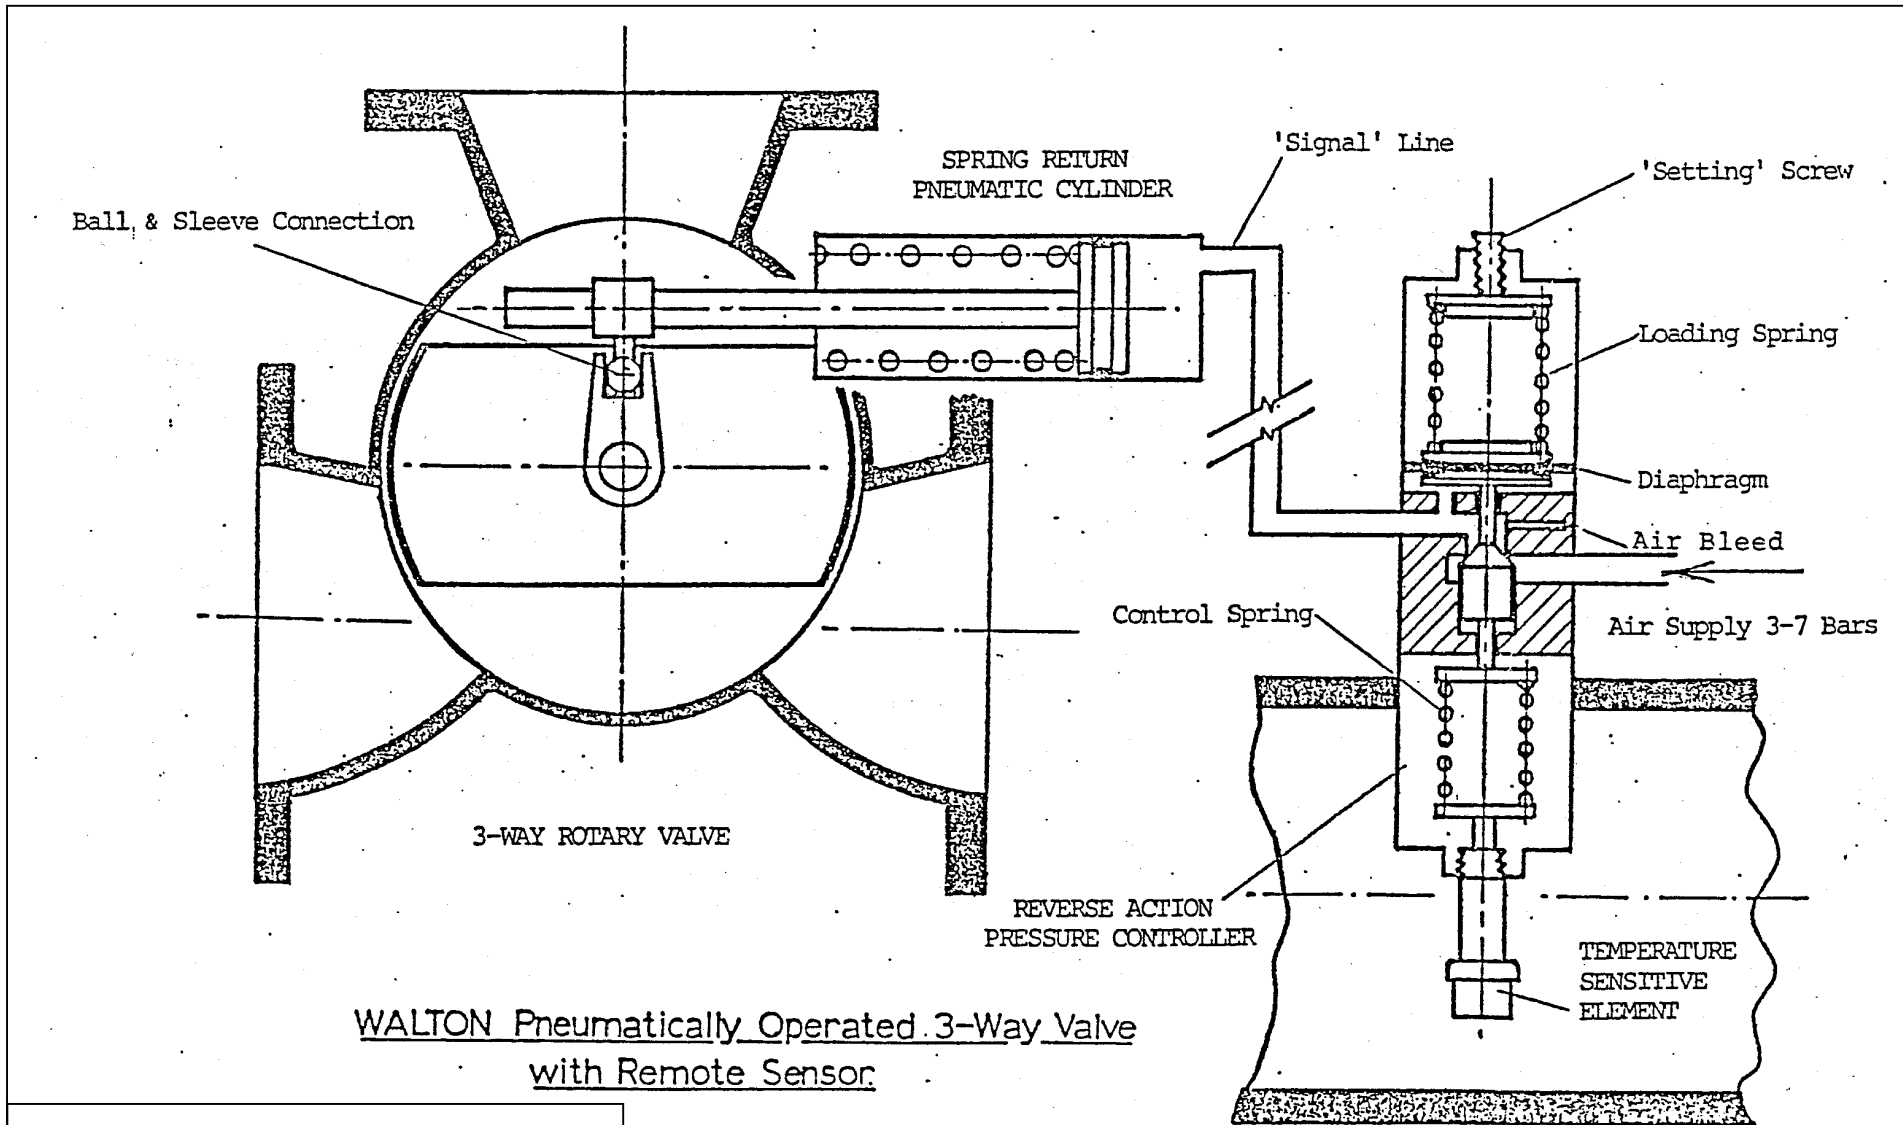 'Signal' Line
SPRING RETURN
PNEUMATIC CYLINDER
'Setting' Screw
Ball & Sleeve Connection
Loading Spring
Diaphragm
Air Bleed
Control Spring
Air Supply 3-7 Bars
3-WAY ROTARY VALVE
REVERSE ACTION
PRESSURE CONTROLLER
TEMPERATURE
SENSITIVE
ELEMENT
WALTON Pneumatically Operated 3-Way Valve
with Remote Sensor.